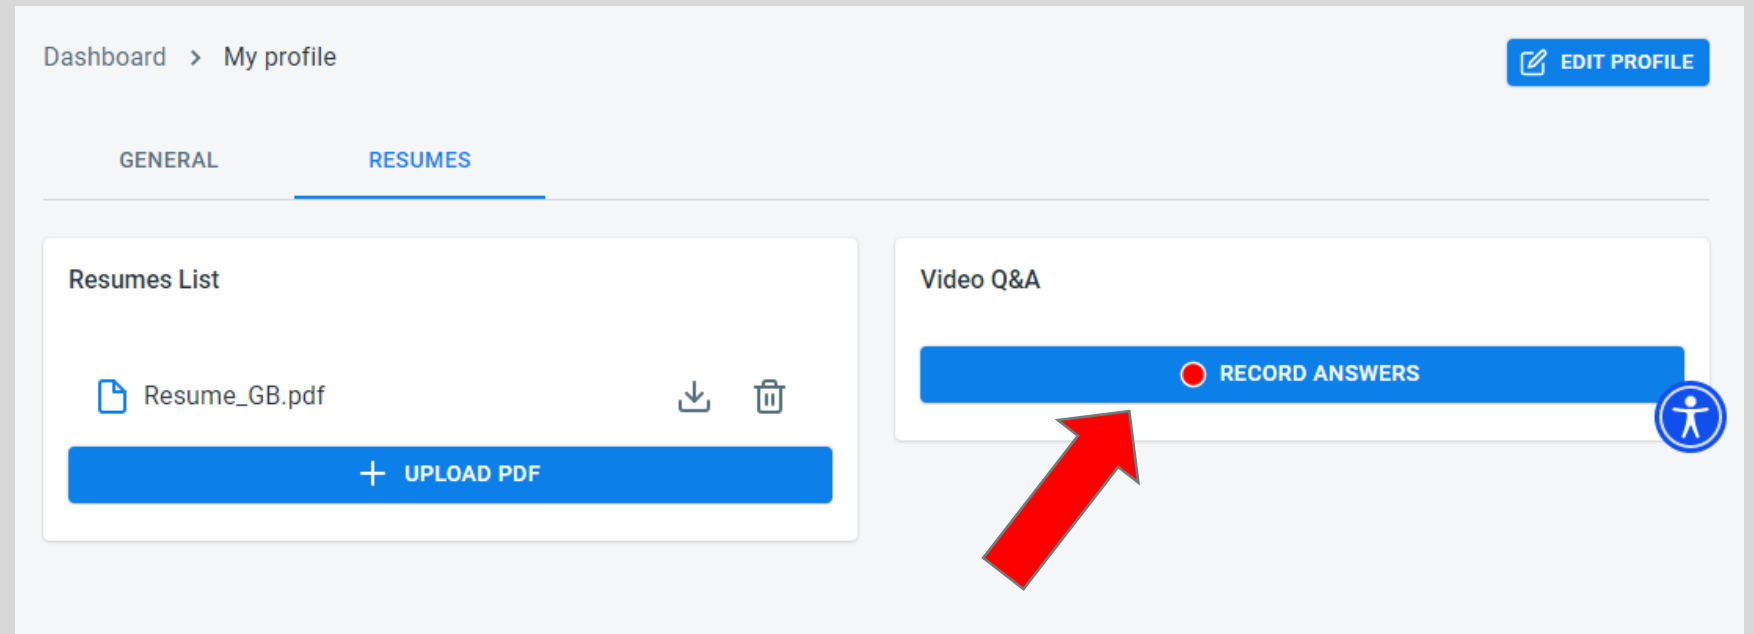 Dashboard > My profile
EDIT PROFILE
GENERAL
RESUMES
Resumes List
Resume_GB.pdf
UPLOAD PDF
Video Q&A
RECORD ANSWERS